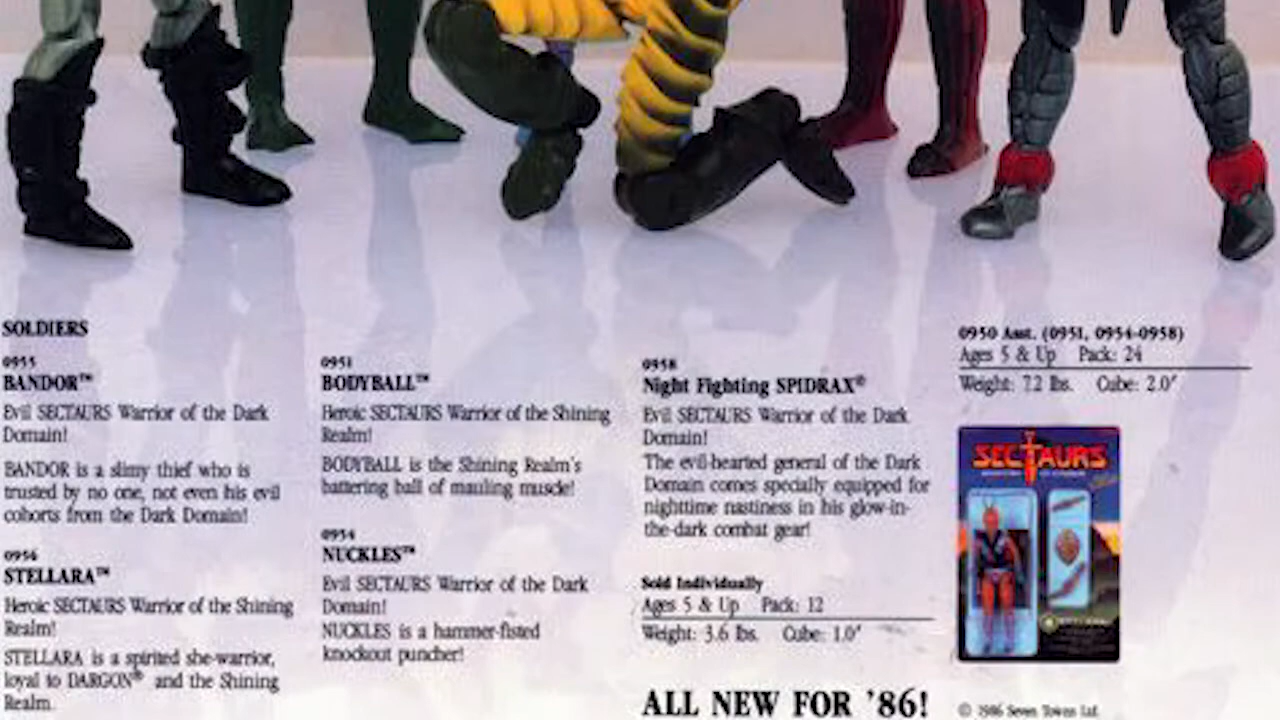 SOLDIERS
0955
BANDOR™
Evil SECTAURS Warrior of the Dark
Domain!
BANDOR is a slimy thief who is
trusted by no one, not even his evil
cohorts from the Dark Domain!
0956
STELLARA™
Heroic SECTAURS Warrior of the Shining
Realm!
STELLARA is a spirited she-warrior,
loyal to DARGON® and the Shining
Realm.
0951
BODYBALL™
Heroic SECTAURS Warrior of the Shining
Realm!
BODYBALL is the Shining Realm's
battering ball of mauling muscle!
0954
NUCKLES™
Evil SECTAURS Warrior of the Dark
Domain!
NUCKLES is a hammer-fisted
knockout puncher!
0958
Night Fighting SPIDRAX®
Evil SECTAURS Warrior of the Dark
Domain!
The evil-hearted general of the Dark
Domain comes specially equipped for
nighttime nastiness in his glow-in-
the-dark combat gear!
Sold Individually
Ages 5 & Up Pack: 12
Weight: 3.6 lbs. Cube: 1.0'
ALL NEW FOR '86!
0950 Asst. (0951, 0954-0958)
Ages 5 & Up Pack: 24
Weight: 7.2 lbs. Cube: 2.0'
SECTAURS
© 1986 Seven Towns Ltd.